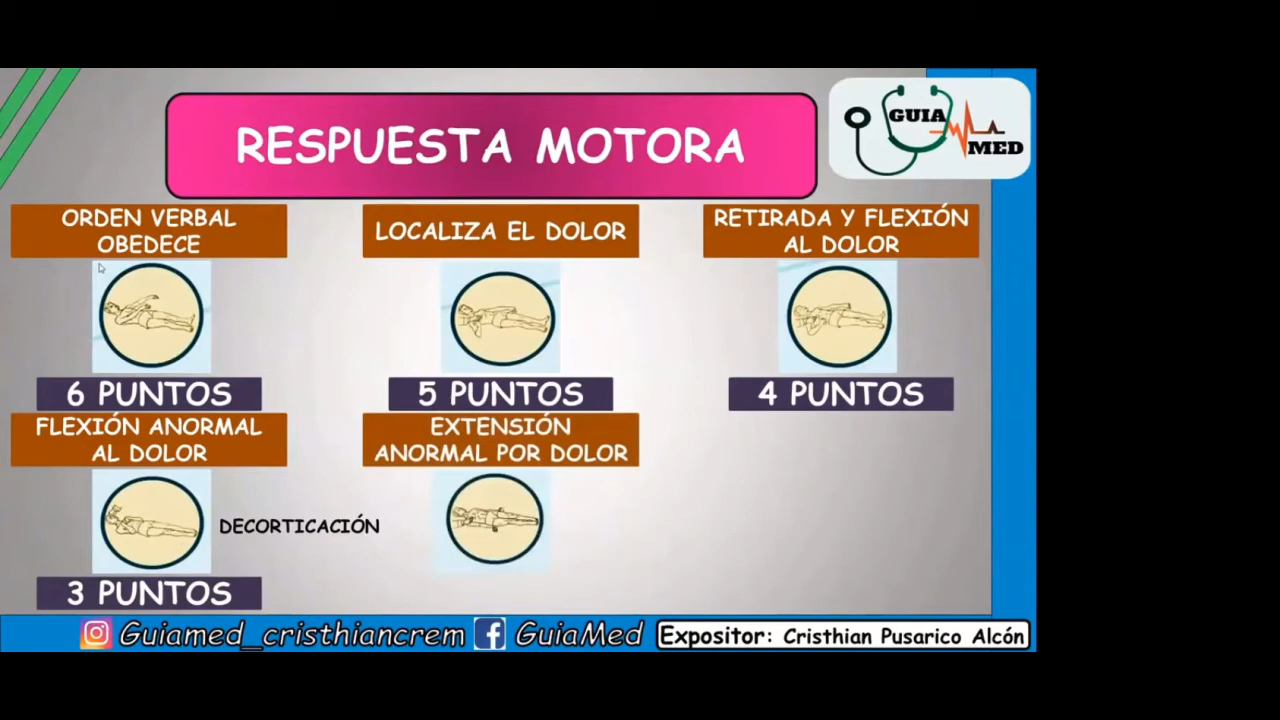 RESPUESTA MOTORA
GUIA
MED
ORDEN VERBAL
OBEDECE
LOCALIZA EL DOLOR
RETIRADA Y FLEXIÓN
AL DOLOR
6 PUNTOS
5 PUNTOS
4 PUNTOS
FLEXIÓN ANORMAL
AL DOLOR
EXTENSIÓN
ANORMAL POR DOLOR
DECORTICACIÓN
3 PUNTOS
Guiamed_cristhiancrem GuiaMed Expositor: Cristhian Pusarico Alcón